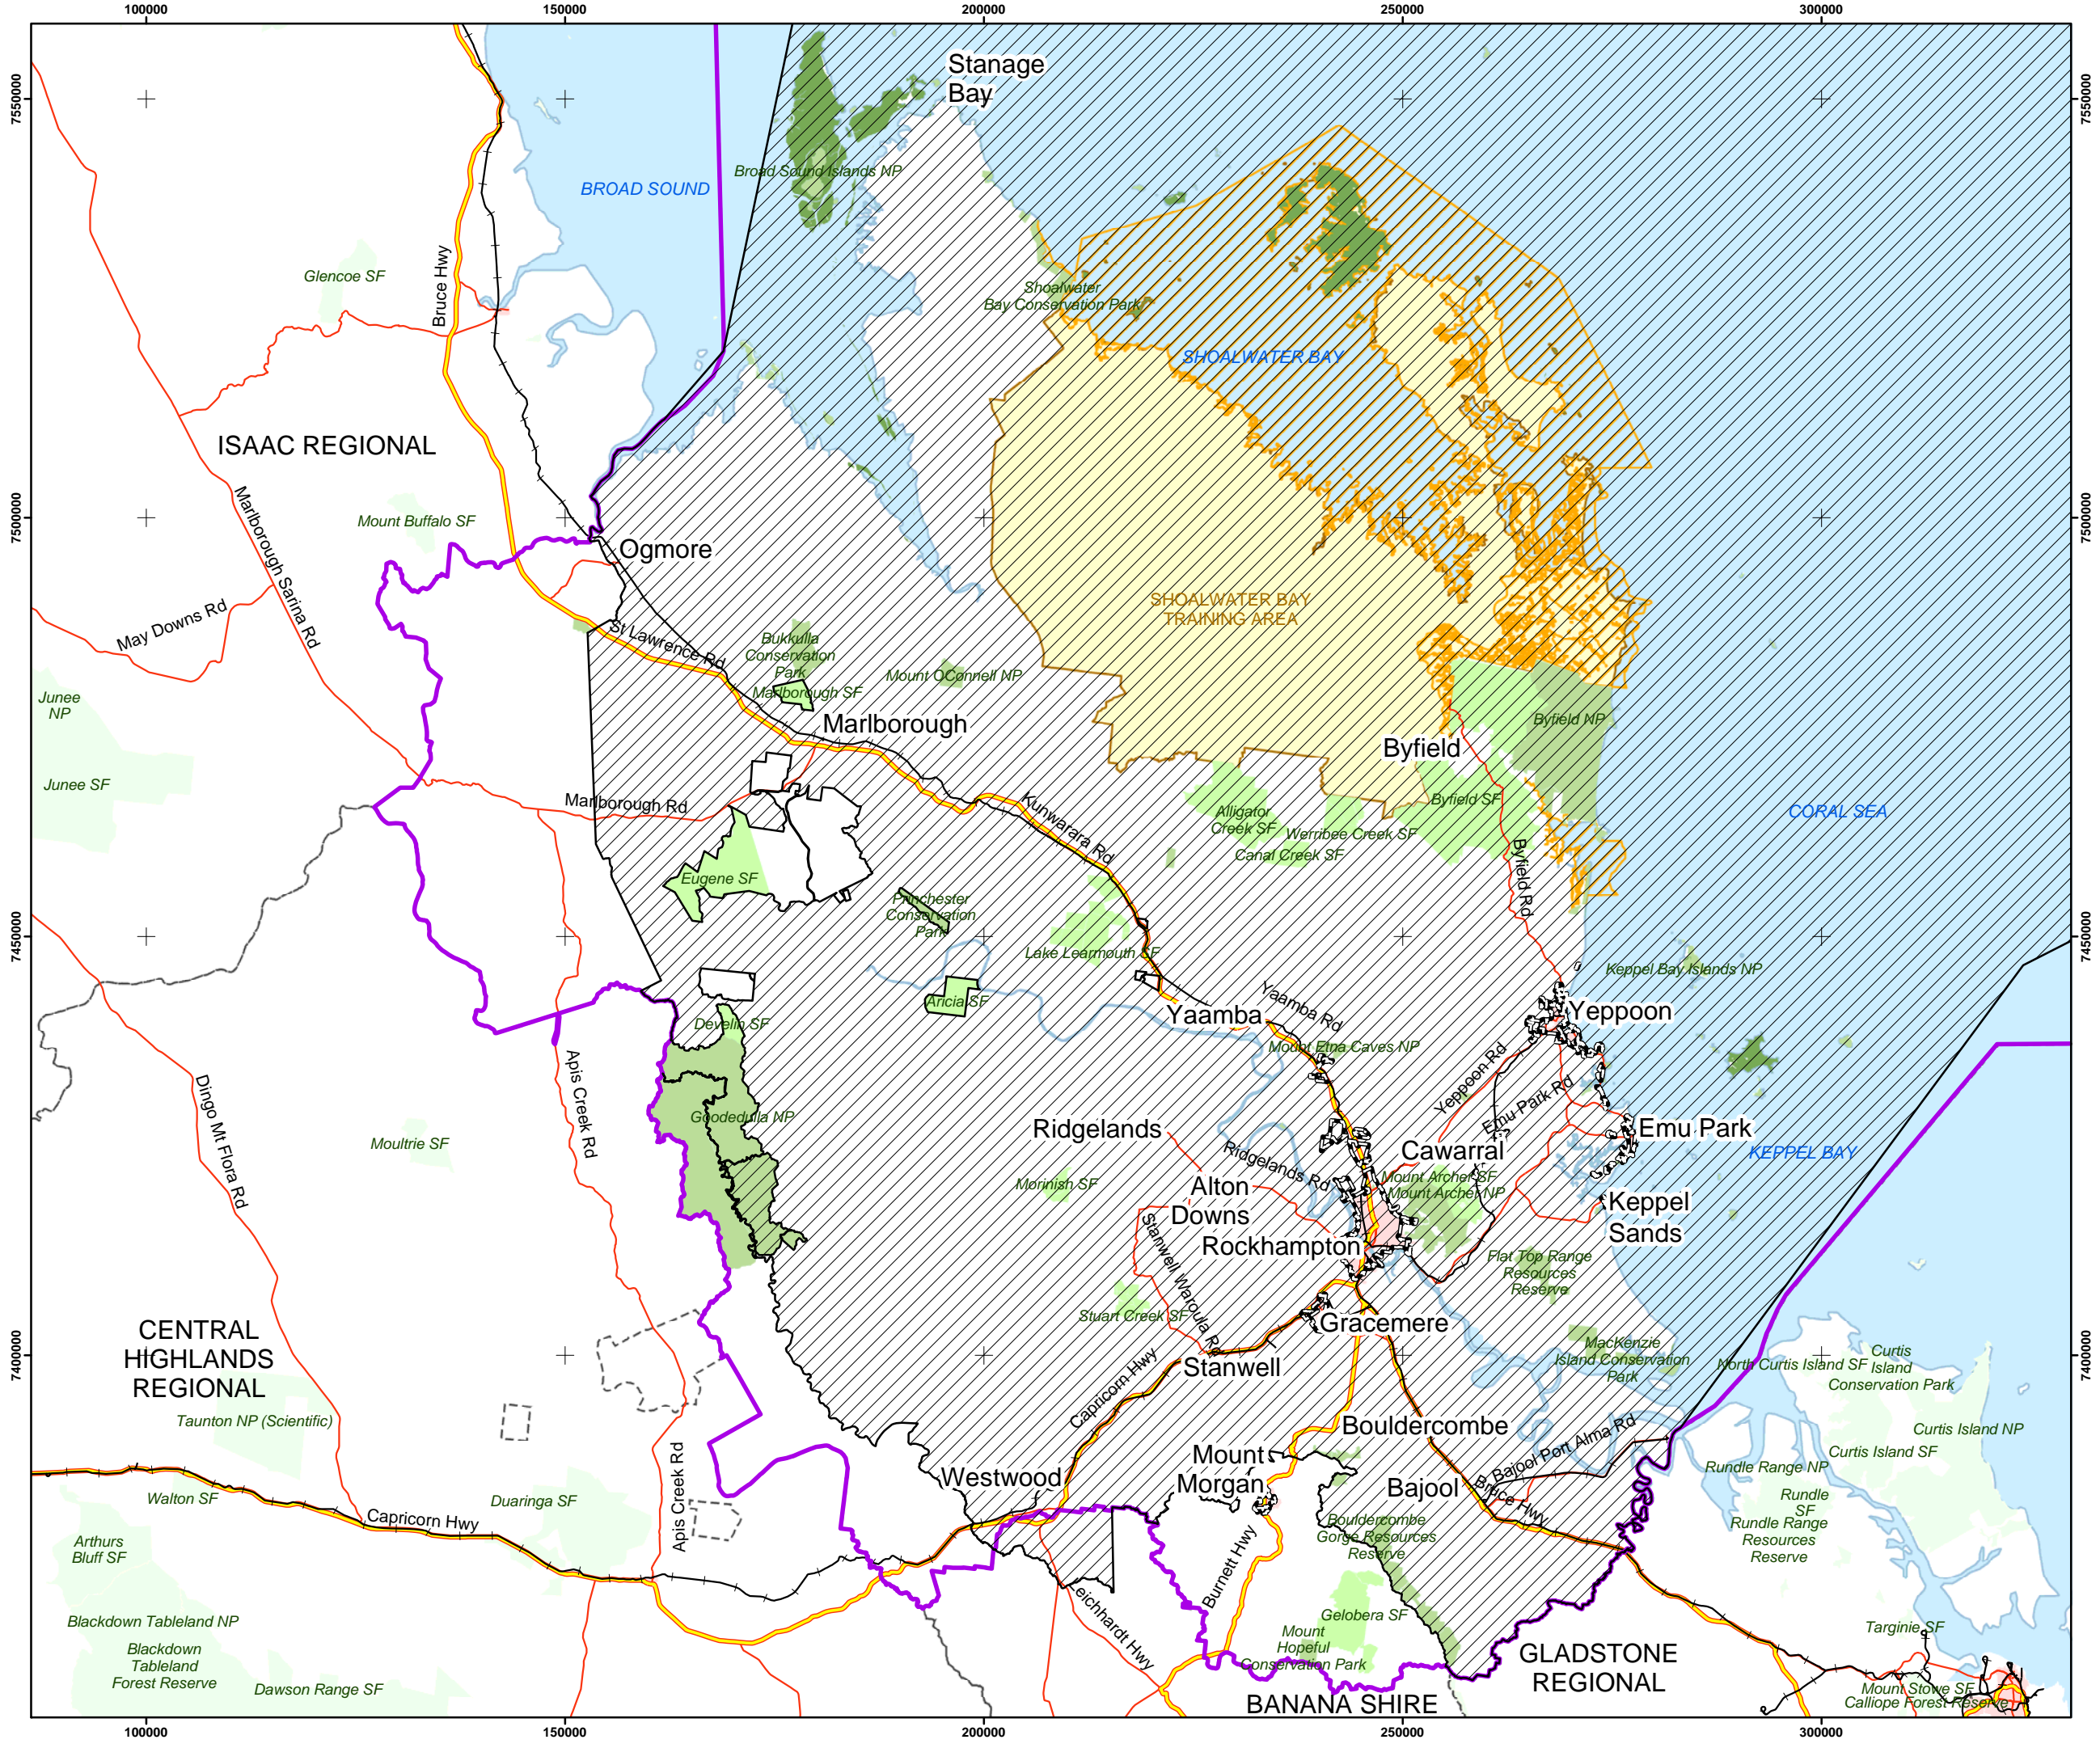 100000
150000
200000
250000
300000
7550000
7550000
7500000
7500000
7450000
7450000
7400000
7400000
Stanage
Bay
BROAD SOUND
Broad Sound Islands NP
Glencoe SF
Bruce Hwy
Shoalwater
Bay Conservation Park
SHOALWATER BAY
ISAAC REGIONAL
Marlborough Sarina Rd
Mount Buffalo SF
Ogmore
May Downs Rd
St Lawrence Rd
SHOALWATER BAY
TRAINING AREA
Bukkulla
Conservation
Park
Marlborough SF
Mount OConnell NP
Junee
NP
Junee SF
Marlborough
Byfield NP
Byfield
Byfield SF
Marlborough Rd
Kunwarara Rd
Alligator
Creek SF
Werribee Creek SF
Canal Creek SF
CORAL SEA
Byfield Rd
Eugene SF
Princhester
Conservation
Park
Lake Learmouth SF
Keppel Bay Islands NP
Aricia SF
Yaamba Rd
Yaamba
Yeppoon
Develin SF
Mount Etna Caves NP
Yeppoon Rd
Emu Park Rd
Apis Creek Rd
Dingo Mt Flora Rd
Goodedulla NP
Moultrie SF
Ridgelands
Ridgelands Rd
Cawarral
Emu Park
KEPPEL BAY
Morinish SF
Alton
Downs
Mount Archer SF
Mount Archer NP
Keppel
Sands
Stanwell Waroula Rd
Rockhampton
Flat Top Range
Resources
Reserve
Stuart Creek SF
Gracemere
CENTRAL
HIGHLANDS
REGIONAL
Stanwell
Capricorn Hwy
MacKenzie
Island Conservation
Park
North Curtis Island SF
Curtis
Island
Conservation Park
Taunton NP (Scientific)
Bouldercombe
Bajool Port Alma Rd
Curtis Island NP
Curtis Island SF
Apis Creek Rd
Westwood
Mount
Morgan
Bajool
Bruce Hwy
Rundle Range NP
Rundle
SF
Rundle Range
Resources
Reserve
Walton SF
Duaringa SF
Capricorn Hwy
Arthurs
Bluff SF
Bouldercombe
Gorge Resources
Reserve
Burnett Hwy
Leichhardt Hwy
Gelobera SF
Mount
Hopeful
Conservation Park
Blackdown Tableland NP
Blackdown
Tableland
Forest Reserve
Dawson Range SF
Targinie SF
GLADSTONE
REGIONAL
BANANA SHIRE
Mount Stowe SF
Calliope Forest Reserve
100000
150000
200000
250000
300000